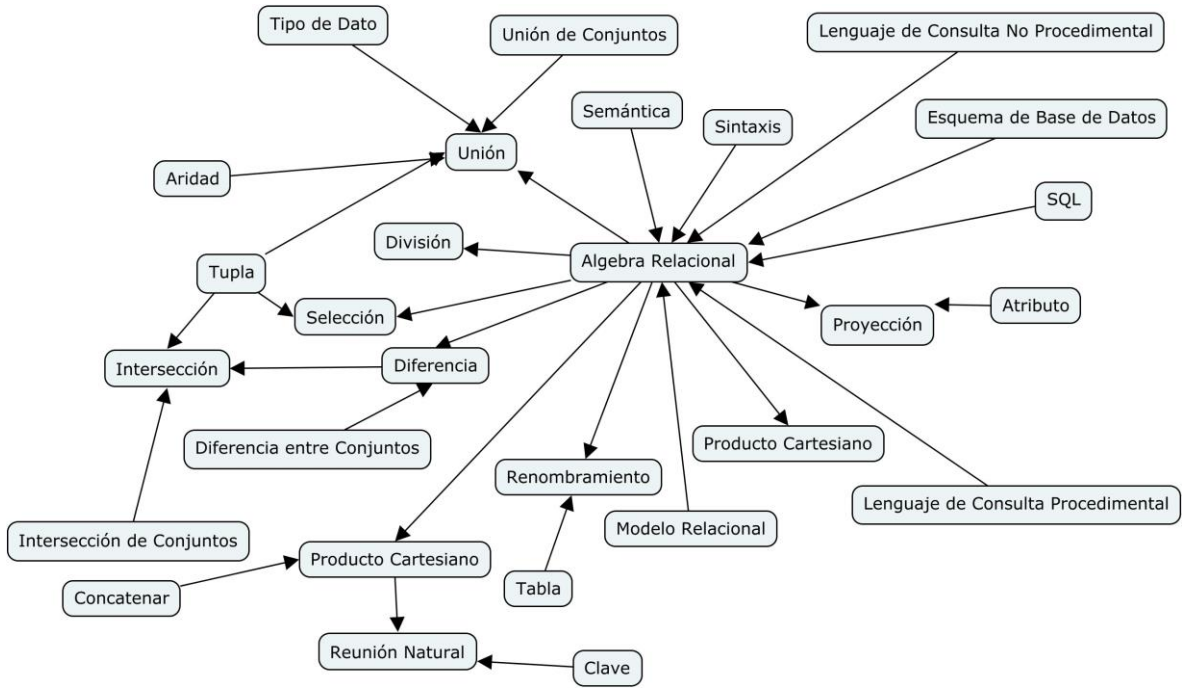 Tipo de Dato
Unión de Conjuntos
Lenguaje de Consulta No Procedimental
Semántica
Sintaxis
Esquema de Base de Datos
Unión
Aridad
SQL
División
Algebra Relacional
Tupla
Selección
Proyección
Atributo
Intersección
Diferencia
Diferencia entre Conjuntos
Producto Cartesiano
Renombramiento
Lenguaje de Consulta Procedimental
Modelo Relacional
Intersección de Conjuntos
Producto Cartesiano
Tabla
Concatenar
Reunión Natural
Clave